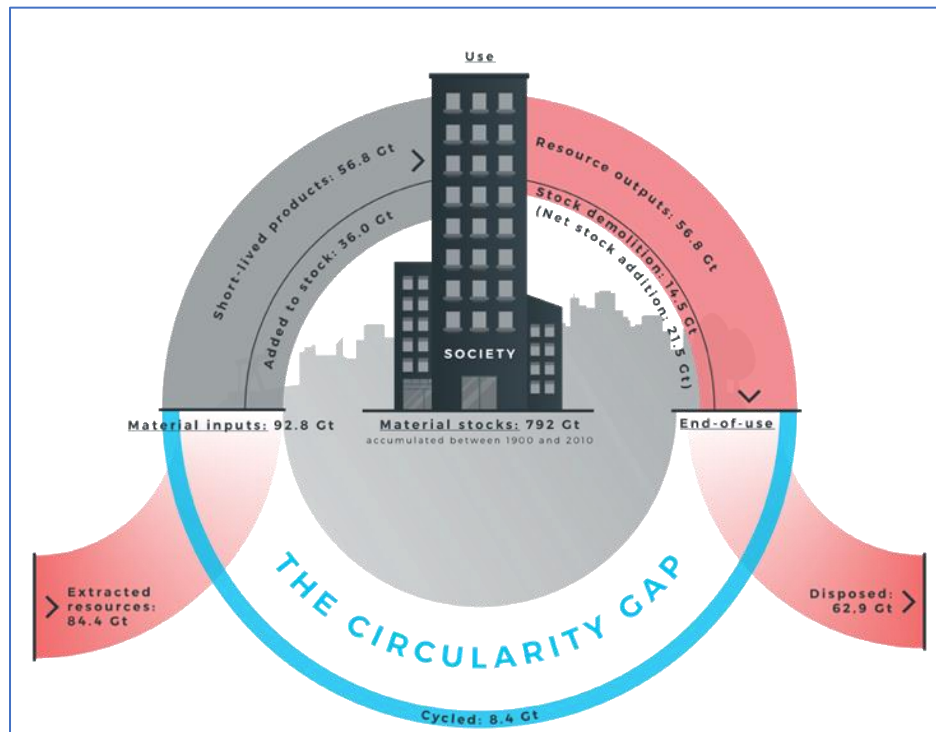 Use
Short-lived products: 56.8 Gt
Added to stock: 36.0 Gt
Resource outputs: 56.8 Gt
Stock demolition: 14.5 Gt
(Net stock addition: 21.5 Gt)
SOCIETY
Material inputs: 92.8 Gt
Material stocks: 792 Gt
accumulated between 1900 and 2010
End-of-use
Extracted
resources:
84.4 Gt
Disposed:
62.9 Gt
THE CIRCULARITY GAP
Cycled: 8.4 Gt